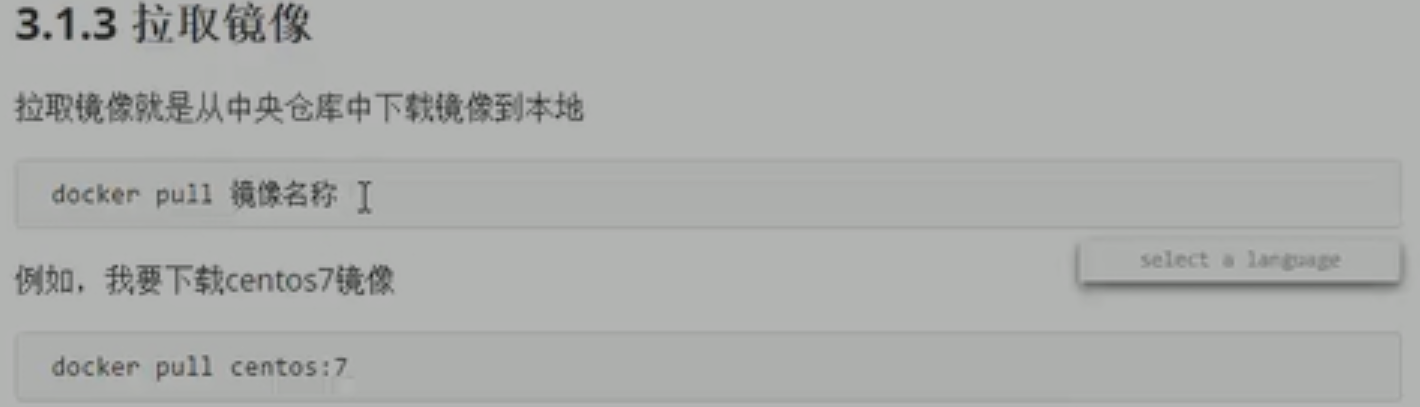 3.1.3 拉取镜像
拉取镜像就是从中央仓库中下载镜像到本地
docker pull 镜像名称
select a language
例如，我要下载centos7镜像
docker pull centos:7